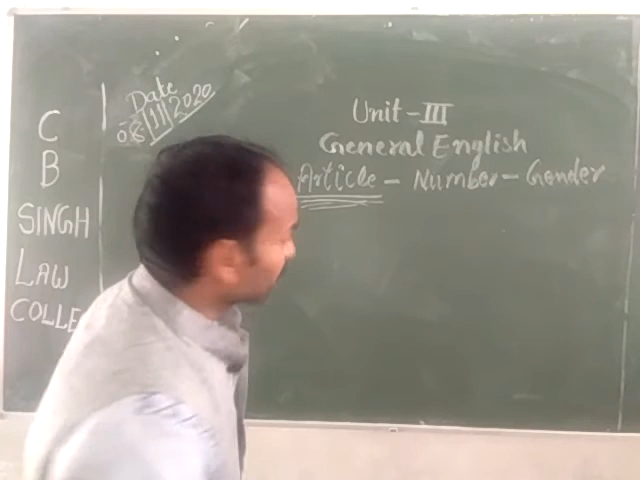 C
B
SINGH
LAW
COLLE
Date
08/11/2020
Unit-III
General English
Article - Number - Gender